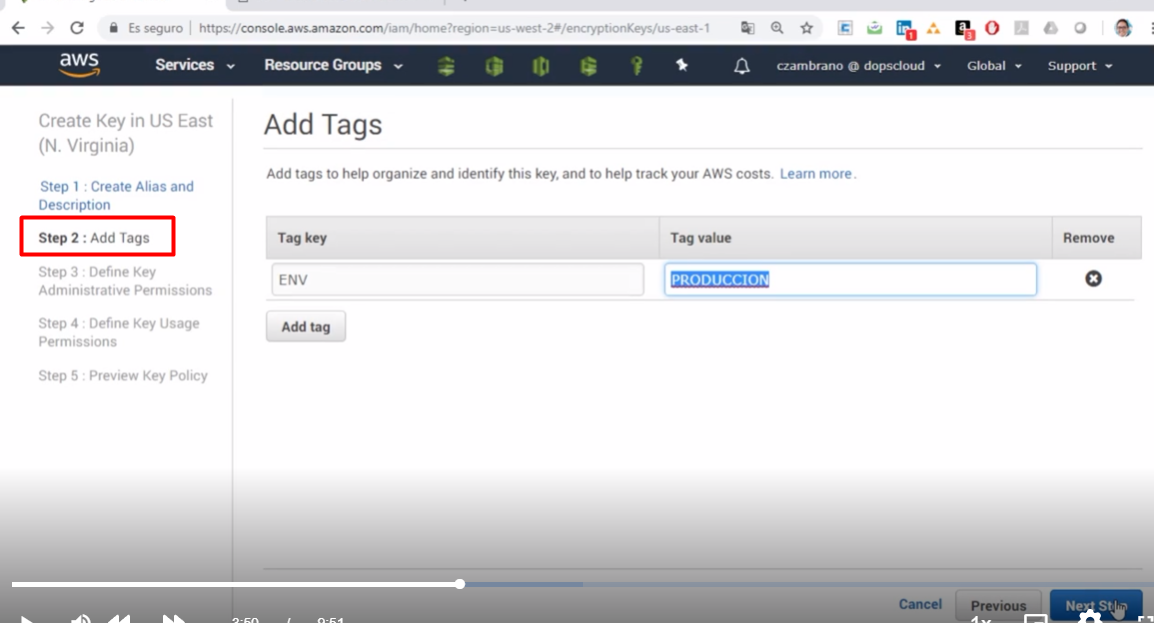 Es seguro | https://console.aws.amazon.com/iam/home?region=us-west-2#/encryptionKeys/us-east-1
1
a
3
aws Services Resource Groups czambrano @ dopscloud Global Support
Create Key in US East
(N. Virginia)
Step 1 : Create Alias and
Description
Step 2 : Add Tags
Step 3 : Define Key
Administrative Permissions
Step 4 : Define Key Usage
Permissions
Step 5 : Preview Key Policy
Add Tags
Add tags to help organize and identify this key, and to help track your AWS costs. Learn more.
Tag key Tag value Remove
ENV PRODUCCION
Add tag
Cancel Previous Next Step
3:50 / 9:51 1x